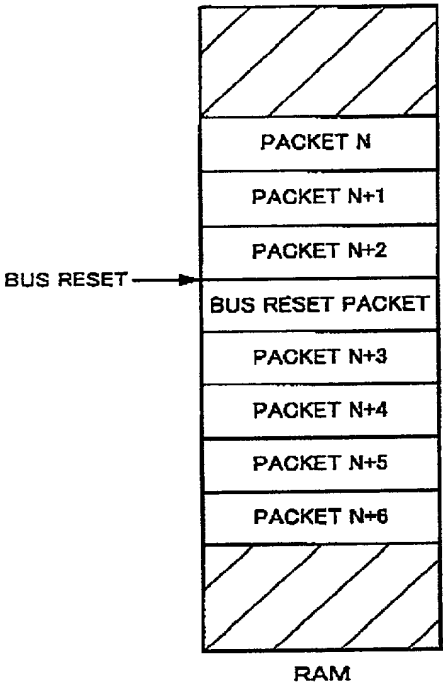 PACKET N
PACKET N+1
PACKET N+2
BUS RESET
BUS RESET PACKET
PACKET N+3
PACKET N+4
PACKET N+5
PACKET N+6
RAM